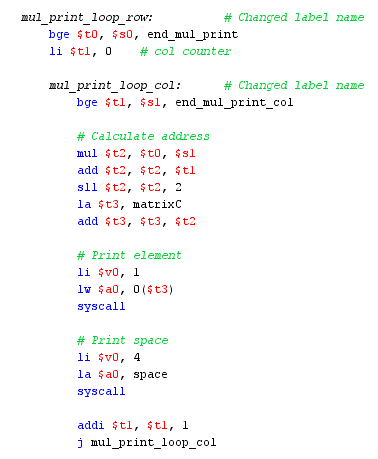 mul_print_loop_row:          # Changed label name
    bge $t0, $s0, end_mul_print
    li $t1, 0    # col counter

    mul_print_loop_col:      # Changed label name
        bge $t1, $s1, end_mul_print_col

        # Calculate address
        mul $t2, $t0, $s1
        add $t2, $t2, $t1
        sll $t2, $t2, 2
        la $t3, matrixC
        add $t3, $t3, $t2

        # Print element
        li $v0, 1
        lw $a0, 0($t3)
        syscall

        # Print space
        li $v0, 4
        la $a0, space
        syscall

        addi $t1, $t1, 1
        j mul_print_loop_col